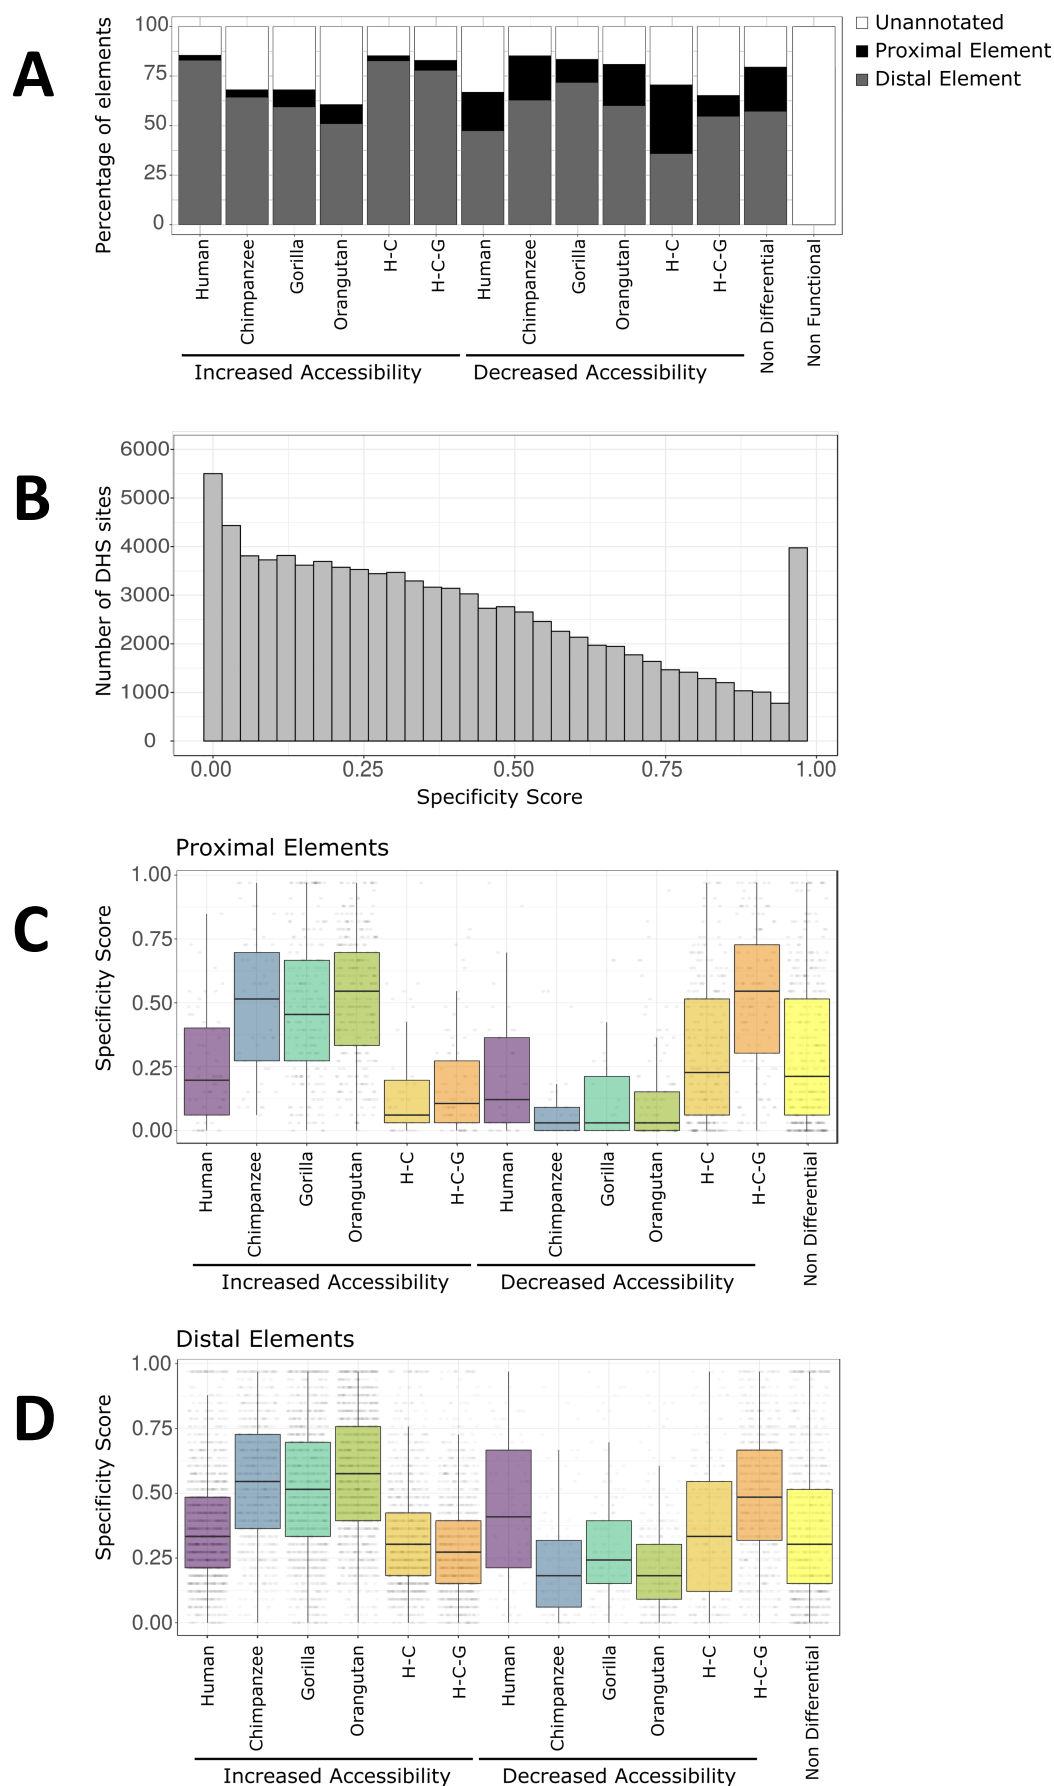 A
Percentage of elements
100
75
50
25
0
Unannotated
Proximal Element
Distal Element
Human
Chimpanzee
Gorilla
Orangutan
H-C
H-C-G
Human
Chimpanzee
Gorilla
Orangutan
H-C
H-C-G
Non Differential
Non Functional
Increased Accessibility
Decreased Accessibility
B
Number of DHS sites
6000
5000
4000
3000
2000
1000
0
0.00
0.25
0.50
0.75
1.00
Specificity Score
Proximal Elements
C
Specificity Score
1.00
0.75
0.50
0.25
0.00
Human
Chimpanzee
Gorilla
Orangutan
H-C
H-C-G
Human
Chimpanzee
Gorilla
Orangutan
H-C
H-C-G
Non Differential
Increased Accessibility
Decreased Accessibility
Distal Elements
D
Specificity Score
1.00
0.75
0.50
0.25
0.00
Human
Chimpanzee
Gorilla
Orangutan
H-C
H-C-G
Human
Chimpanzee
Gorilla
Orangutan
H-C
H-C-G
Non Differential
Increased Accessibility
Decreased Accessibility